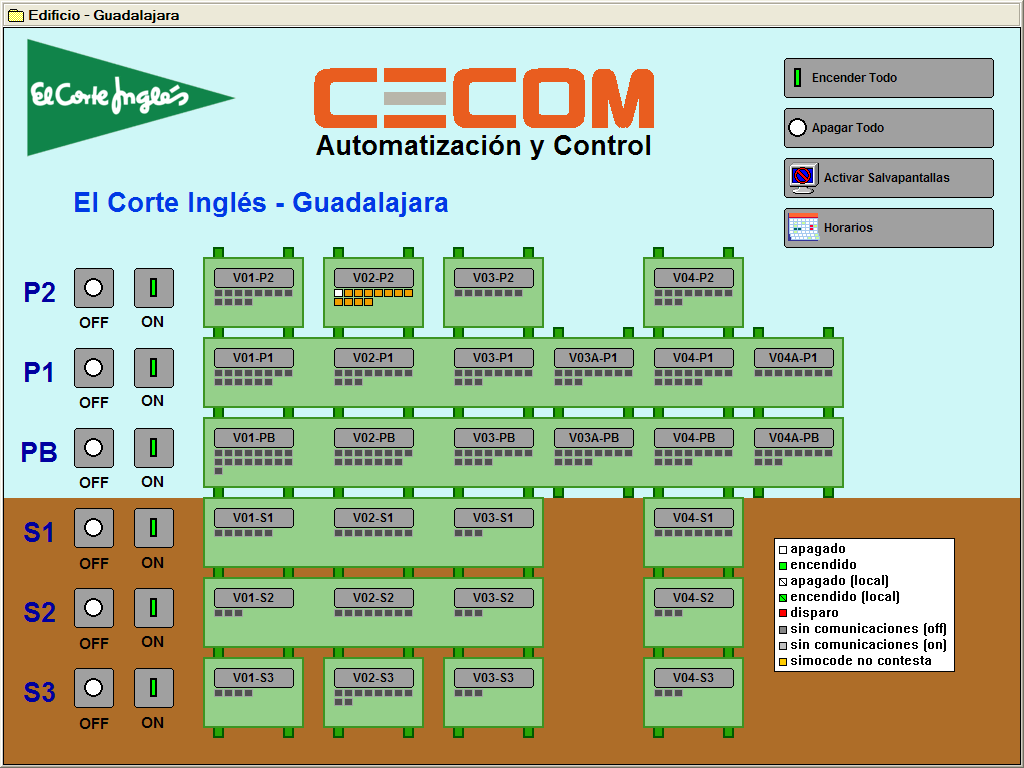 Edificio - Guadalajara
El Corte Inglés
CECOM
Automatización y Control
El Corte Inglés - Guadalajara
Encender Todo
Apagar Todo
Activar Salvapantallas
Horarios
P2
OFF
ON
V01-P2
V02-P2
V03-P2
V04-P2
P1
OFF
ON
V01-P1
V02-P1
V03-P1
V03A-P1
V04-P1
V04A-P1
PB
OFF
ON
V01-PB
V02-PB
V03-PB
V03A-PB
V04-PB
V04A-PB
S1
OFF
ON
V01-S1
V02-S1
V03-S1
V04-S1
S2
OFF
ON
V01-S2
V02-S2
V03-S2
V04-S2
S3
OFF
ON
V01-S3
V02-S3
V03-S3
V04-S3
apagado
encendido
apagado (local)
encendido (local)
disparo
sin comunicaciones (off)
sin comunicaciones (on)
simocode no contesta